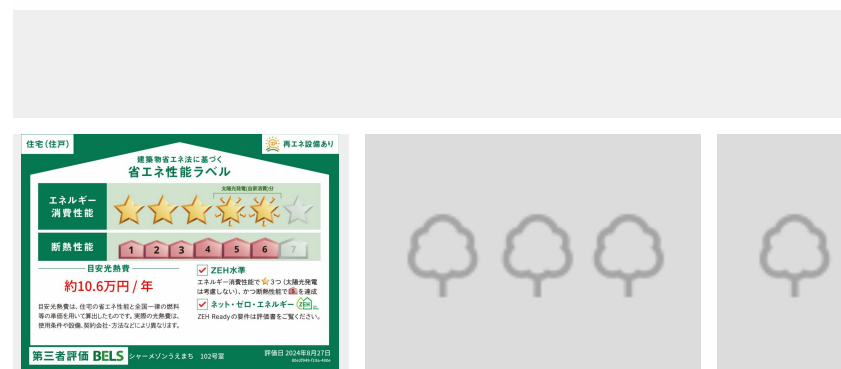 住宅(住戸)
再エネ設備あり
建築物省エネ法に基づく
省エネ性能ラベル
太陽光発電(自家消費)分
エネルギー
消費性能
断熱性能
1 2 3 4 5 6 7
目安光熱費
約10.6万円 / 年
目安光熱費は、住宅の省エネ性能と全国一律の燃料
等の単価を用いて算出したものです。実際の光熱費は、
使用条件や設備、契約会社・方法などにより異なります。
ZEH水準
エネルギー消費性能で 3つ (太陽光発電
は考慮しない)、かつ断熱性能で を達成
ネット・ゼロ・エネルギー ZEH
ZEH Readyの要件は評価書をご覧ください。
第三者評価 BELS シャーメゾンうえまち 102号室
評価日 2024年8月27日